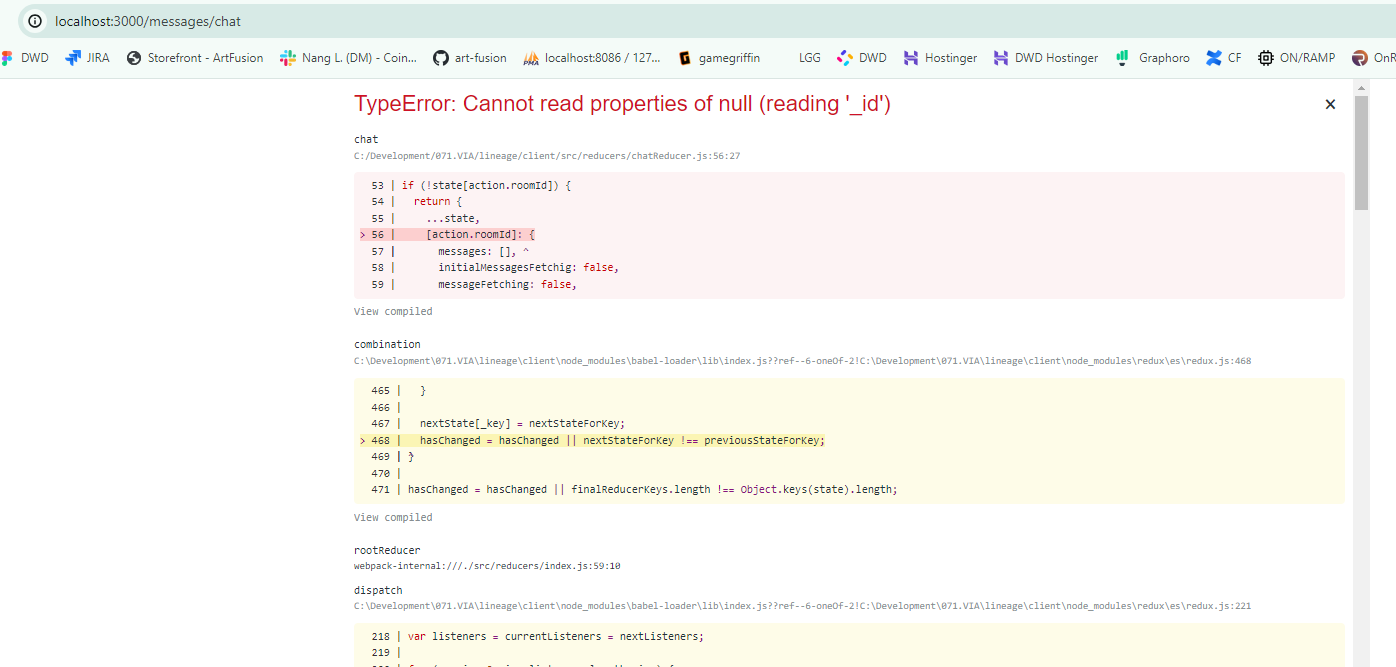 localhost:3000/messages/chat
DWD JIRA Storefront - ArtFusion Nang L. (DM) - Coin... art-fusion PMA localhost:8086 / 127... gamegriffin LGG DWD Hostinger DWD Hostinger Graphoro CF ON/RAMP OnR
TypeError: Cannot read properties of null (reading '_id') ×
chat
C:/Development/071.VIA/lineage/client/src/reducers/chatReducer.js:56:27
53 | if (!state[action.roomId]) {
54 | return {
55 | ...state,
> 56 | [action.roomId]: {
57 | messages: [], ^
58 | initialMessagesFetchig: false,
59 | messageFetching: false,
View compiled
combination
C:\Development\071.VIA\lineage\client\node_modules\babel-loader\lib\index.js??ref--6-oneOf-2!C:\Development\071.VIA\lineage\client\node_modules\redux\es\redux.js:468
465 | }
466 |
467 | nextState[_key] = nextStateForKey;
> 468 | hasChanged = hasChanged || nextStateForKey !== previousStateForKey;
469 | }
470 |
471 | hasChanged = hasChanged || finalReducerKeys.length !== Object.keys(state).length;
View compiled
rootReducer
webpack-internal:///./src/reducers/index.js:59:10
dispatch
C:\Development\071.VIA\lineage\client\node_modules\babel-loader\lib\index.js??ref--6-oneOf-2!C:\Development\071.VIA\lineage\client\node_modules\redux\es\redux.js:221
218 | var listeners = currentListeners = nextListeners;
219 |